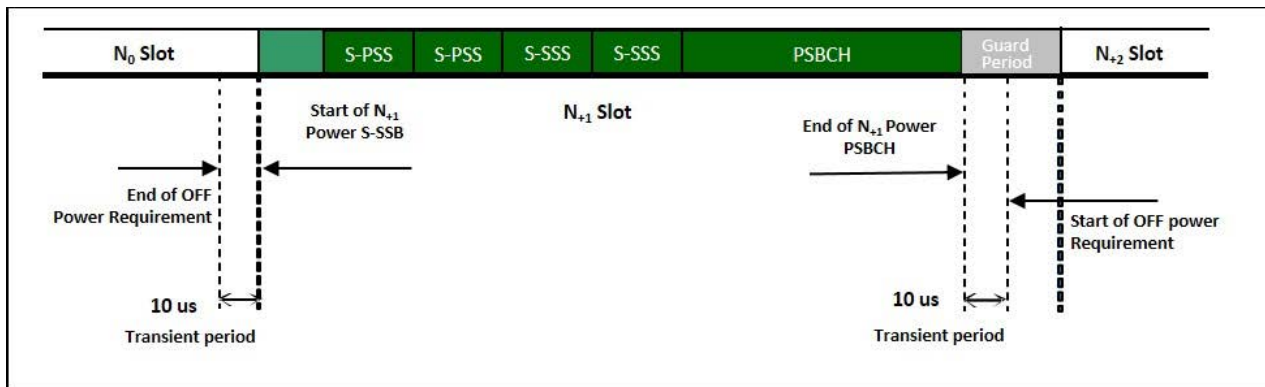 N₀ Slot
S-PSS
S-PSS
S-SSS
S-SSS
PSBCH
Guard
Period
N₊₂ Slot
Start of N₊₁
Power S-SSB
N₊₁ Slot
End of N₊₁ Power
PSBCH
End of OFF
Power Requirement
Start of OFF power
Requirement
10 us
Transient period
10 us
Transient period